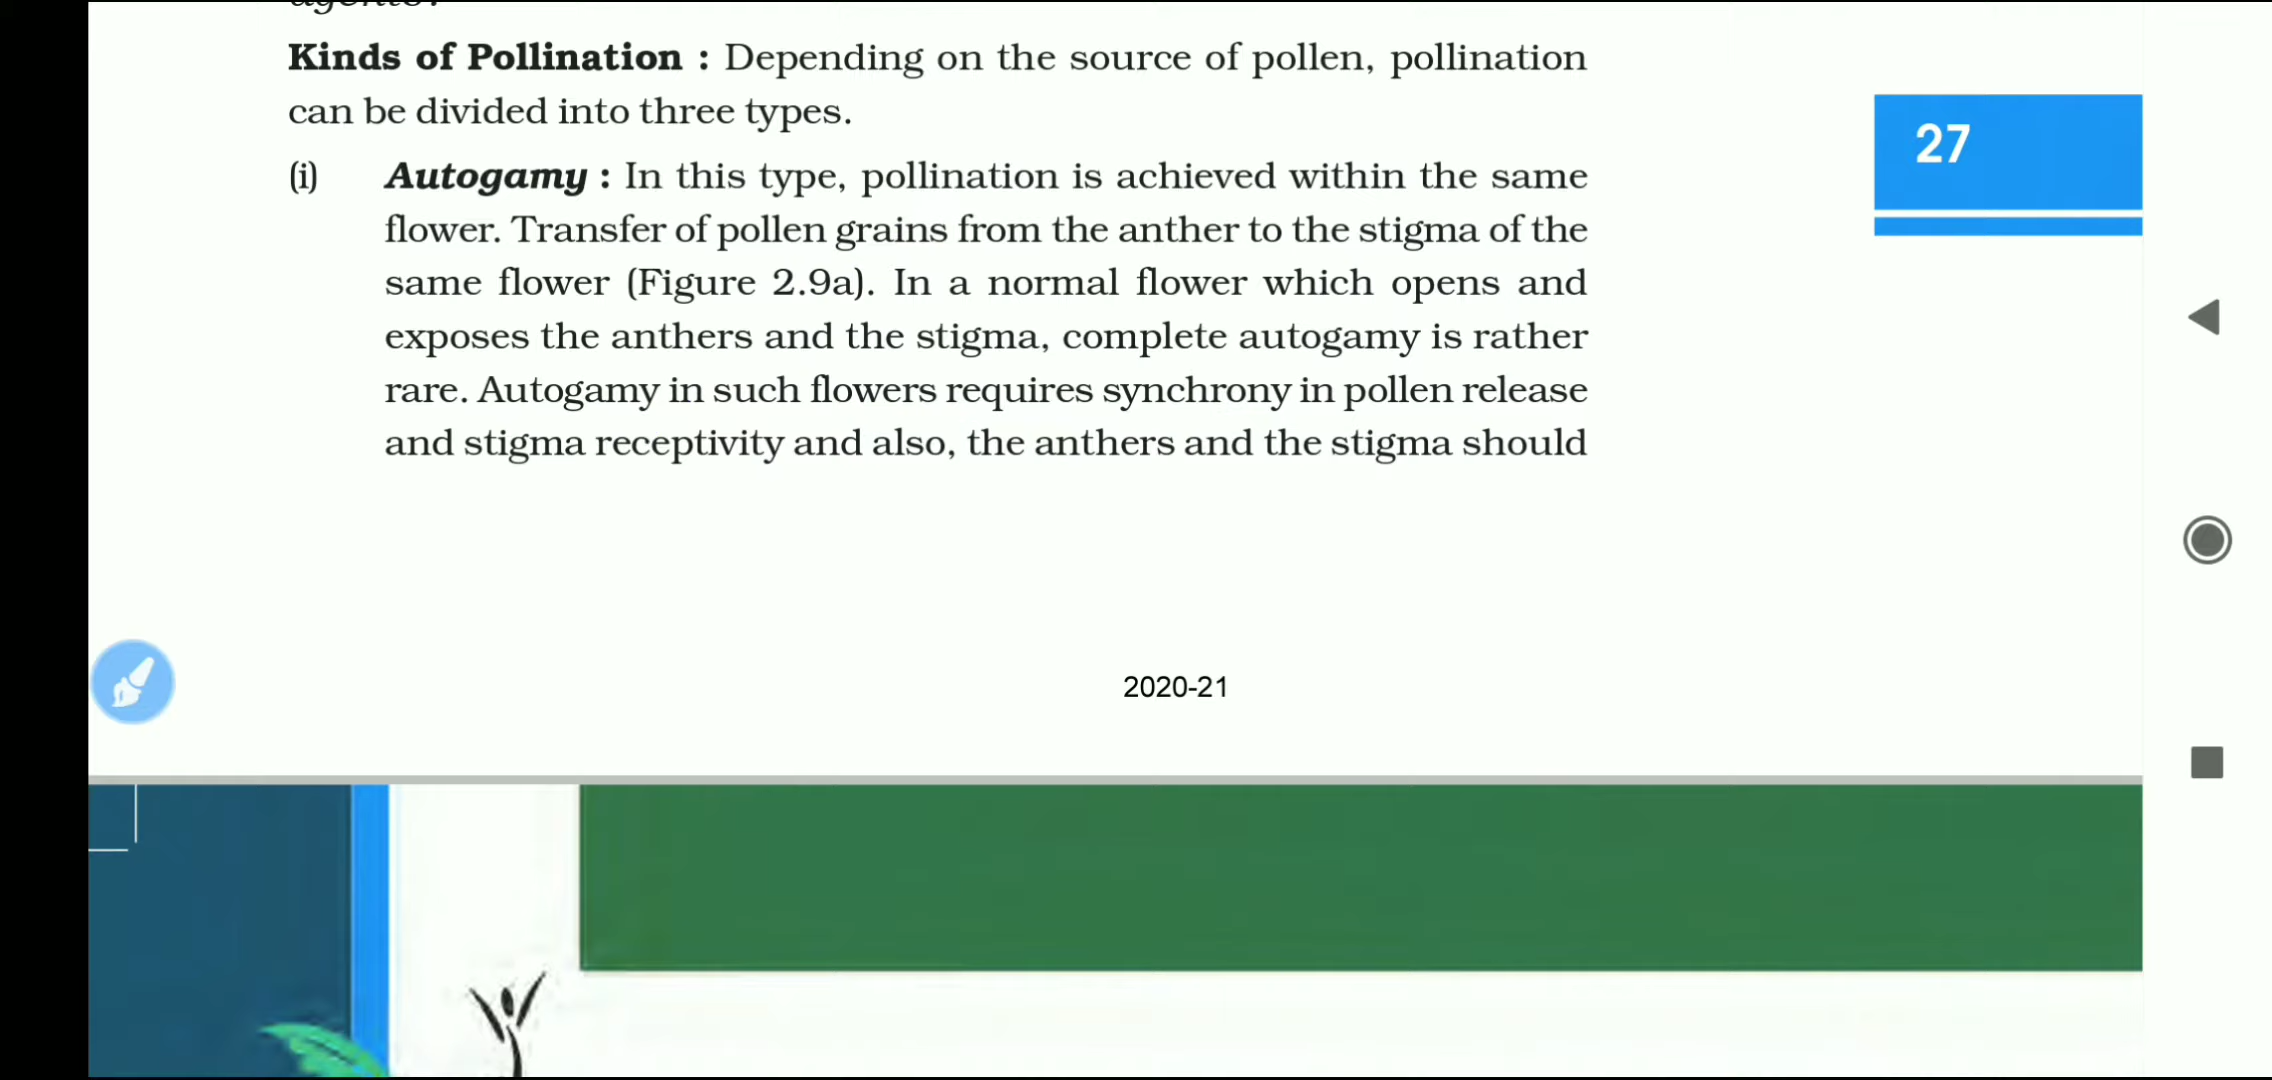 Kinds of Pollination : Depending on the source of pollen, pollination
can be divided into three types.
27
(i) Autogamy : In this type, pollination is achieved within the same
flower. Transfer of pollen grains from the anther to the stigma of the
same flower (Figure 2.9a). In a normal flower which opens and
exposes the anthers and the stigma, complete autogamy is rather
rare. Autogamy in such flowers requires synchrony in pollen release
and stigma receptivity and also, the anthers and the stigma should
2020-21